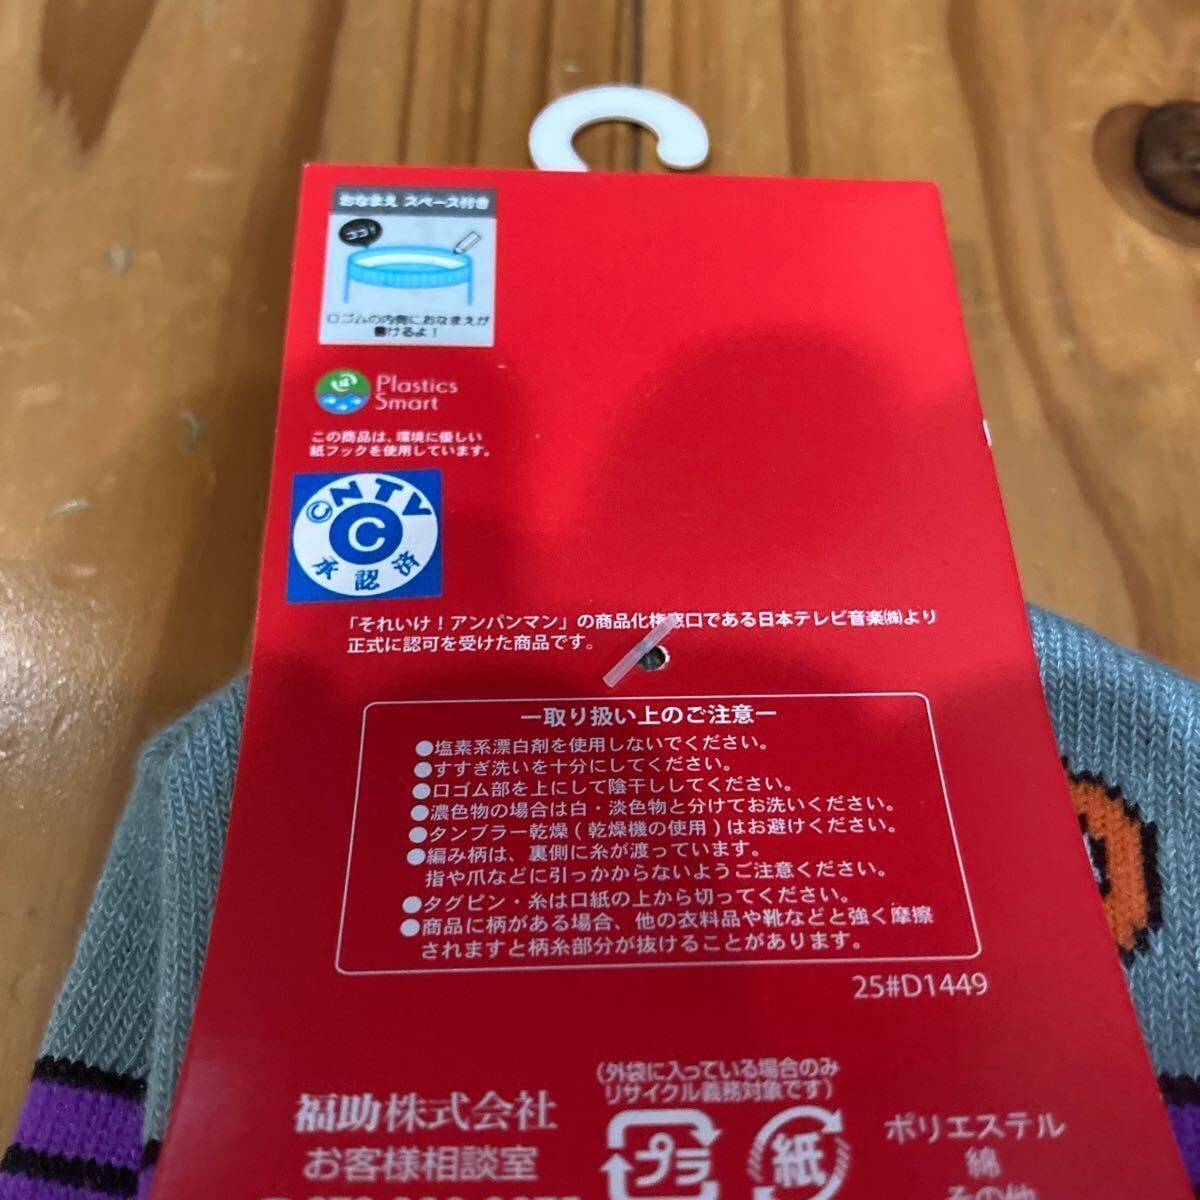 おなまえ スペース付き
ココ!
口ゴムの内側におなまえが
書けるよ!
Plastics
Smart
この商品は、環境に優しい
紙フックを使用しています。
©NTV
C
承認済
「それいけ！アンパンマン」の商品化権窓口である日本テレビ音楽㈱より
正式に認可を受けた商品です。
ー取り扱い上のご注意ー
●塩素系漂白剤を使用しないでください。
●すすぎ洗いを十分にしてください。
●口ゴム部を上にして陰干ししてください。
●濃色物の場合は白・淡色物と分けてお洗いください。
●タンブラー乾燥(乾燥機の使用)はお避けください。
●編み柄は、裏側に糸が渡っています。
指や爪などに引っかからないようご注意ください。
●タグピン・糸は口紙の上から切ってください。
●商品に柄がある場合、他の衣料品や靴などと強く摩擦
されますと柄糸部分が抜けることがあります。
25#D1449
(外袋に入っている場合のみ
リサイクル義務対象です)
福助株式会社
お客様相談室
プラ
紙
ポリエステル
綿